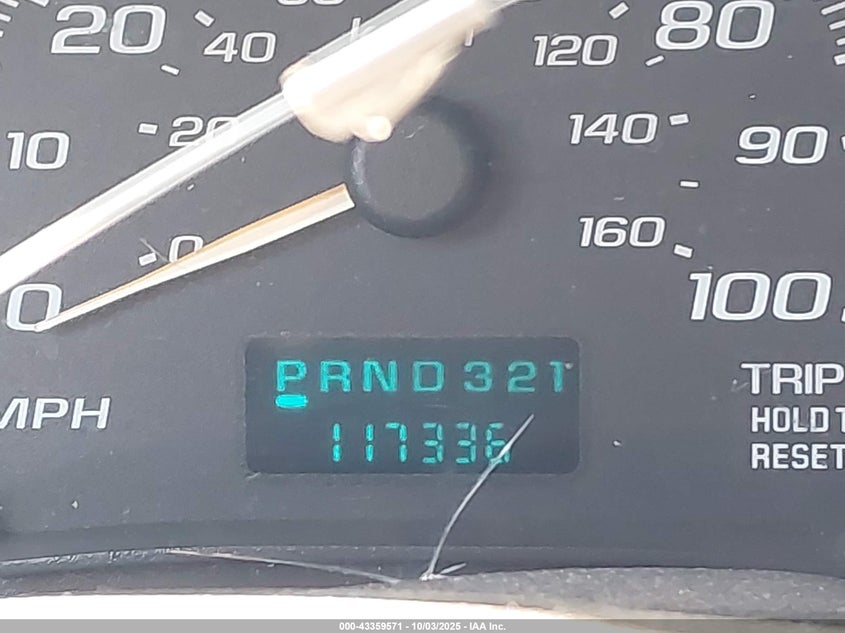 20 80
40 120
10 20 140 90
0 160
0 100
PRND321 TRIP
MPH HOLD
117336 RESET
000-43359571 - 10/03/2025 - IAA Inc.